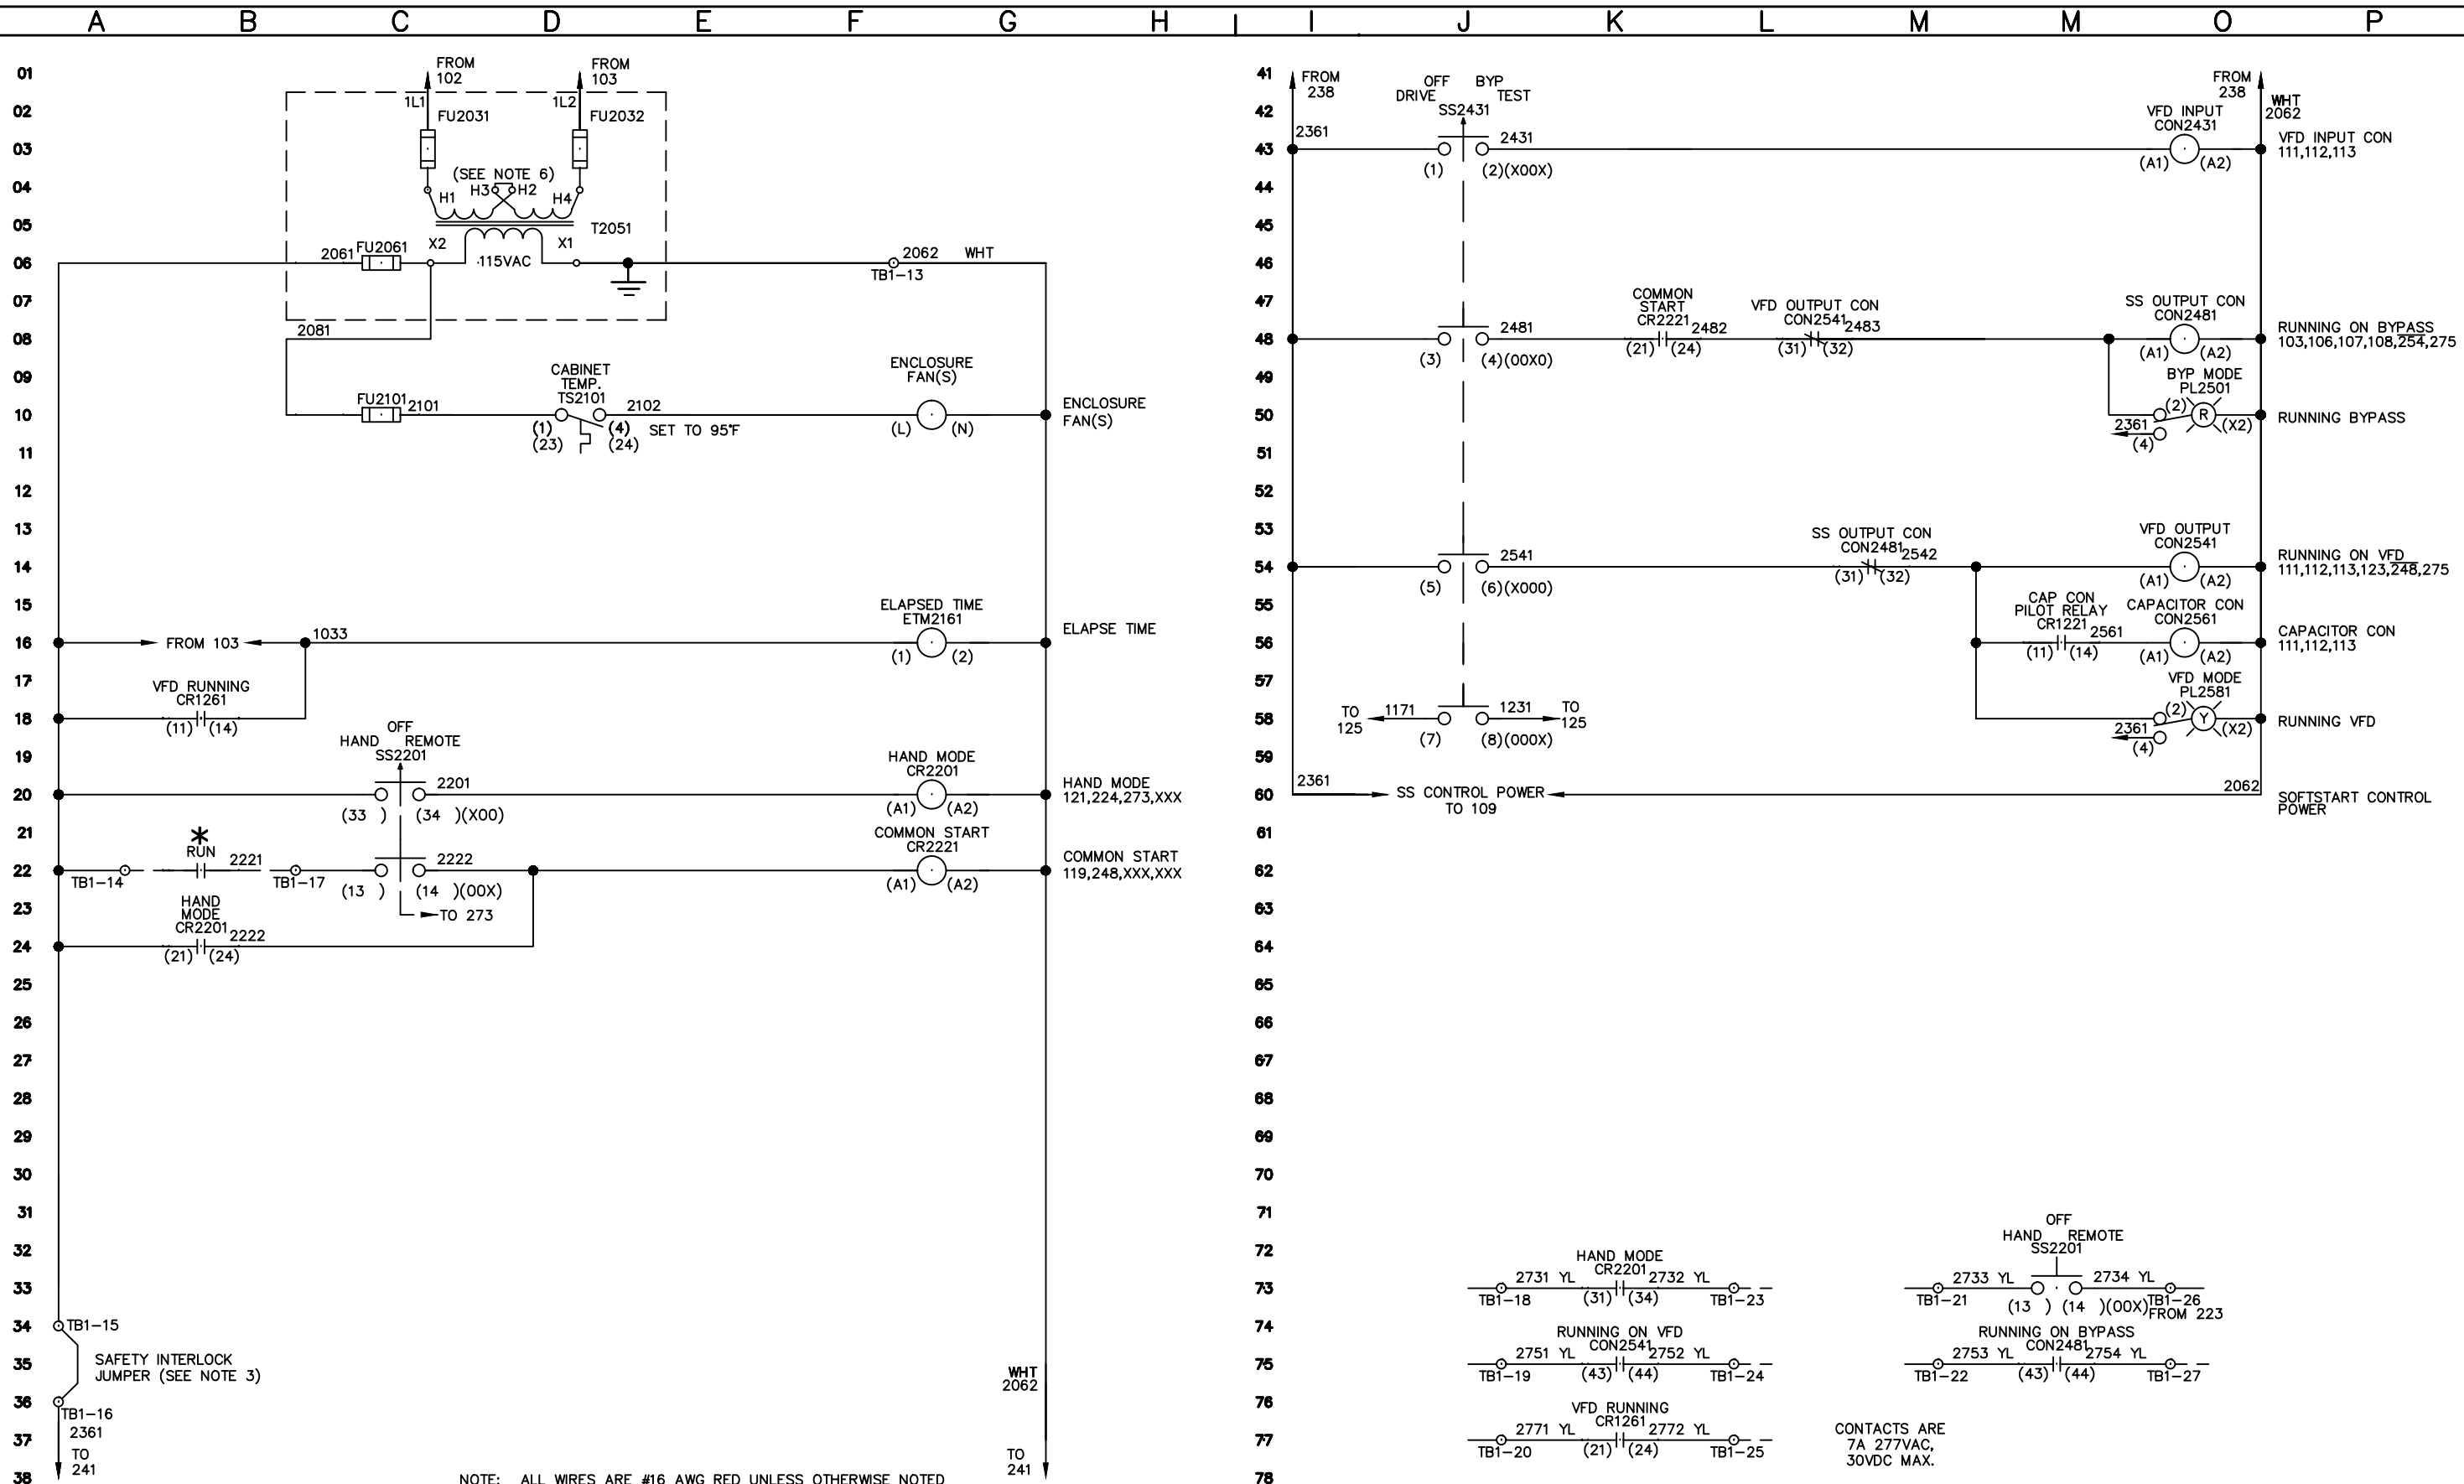 A B C D E F G H I J K L M M O P
01
02
03
04
05
06
07
08
09
10
11
12
13
14
15
16
17
18
19
20
21
22
23
24
25
26
27
28
29
30
31
32
33
34
35
36
37
38
FROM
102
FROM
103
1L1
1L2
FU2031
FU2032
(SEE NOTE 6)
H1 H3 H2 H4
T2051
2061 FU2061 X2 X1
115VAC
2062 WHT
TB1-13
2081
ENCLOSURE
FAN(S)
CABINET
TEMP.
TS2101
FU2101 2101
2102
(1) (4) SET TO 95°F
(23) (24)
(L) (N)
ENCLOSURE
FAN(S)
ELAPSED TIME
ETM2161
FROM 103 1033
(1) (2)
ELAPSE TIME
VFD RUNNING
CR1261
(11) (14)
OFF
HAND REMOTE
SS2201
2201
(33 ) (34 )(X00)
HAND MODE
CR2201
(A1) (A2)
HAND MODE
121,224,273,XXX
*
RUN
TB1-14 2221 TB1-17
2222
(13 ) (14 )(00X)
TO 273
COMMON START
CR2221
(A1) (A2)
COMMON START
119,248,XXX,XXX
HAND
MODE
CR2201 2222
(21) (24)
TB1-15
SAFETY INTERLOCK
JUMPER (SEE NOTE 3)
TB1-16
2361
TO
241
WHT
2062
TO
241
NOTE: ALL WIRES ARE #16 AWG RED UNLESS OTHERWISE NOTED
41
42
43
44
45
46
47
48
49
50
51
52
53
54
55
56
57
58
59
60
61
62
63
64
65
66
67
68
69
70
71
72
73
74
75
76
77
78
FROM
238
OFF BYP
DRIVE TEST
SS2431
2361
2431
(1) (2)(X00X)
VFD INPUT
CON2431
(A1) (A2)
FROM
238
WHT
2062
VFD INPUT CON
111,112,113
2481
(3) (4)(00X0)
COMMON
START
CR2221 2482
(21) (24)
VFD OUTPUT CON
CON2541 2483
(31) (32)
SS OUTPUT CON
CON2481
(A1) (A2)
RUNNING ON BYPASS
103,106,107,108,254,275
BYP MODE
PL2501
(2) R (X2)
2361
(4)
RUNNING BYPASS
2541
(5) (6)(X000)
SS OUTPUT CON
CON2481 2542
(31) (32)
VFD OUTPUT
CON2541
(A1) (A2)
RUNNING ON VFD
111,112,113,123,248,275
CAP CON
PILOT RELAY
CR1221 2561
(11) (14)
CAPACITOR CON
CON2561
(A1) (A2)
CAPACITOR CON
111,112,113
VFD MODE
PL2581
(2) Y (X2)
2361
(4)
RUNNING VFD
TO
125
1171
1231
TO
125
(7) (8)(000X)
2361
SS CONTROL POWER
TO 109
2062
SOFTSTART CONTROL
POWER
HAND MODE
CR2201
2731 YL 2732 YL
TB1-18 (31) (34) TB1-23
OFF
HAND REMOTE
SS2201
2733 YL 2734 YL
TB1-21 (13 ) (14 )(00X) TB1-26
FROM 223
RUNNING ON VFD
CON2541
2751 YL 2752 YL
TB1-19 (43) (44) TB1-24
RUNNING ON BYPASS
CON2481
2753 YL 2754 YL
TB1-22 (43) (44) TB1-27
VFD RUNNING
CR1261
2771 YL 2772 YL
TB1-20 (21) (24) TB1-25
CONTACTS ARE
7A 277VAC,
30VDC MAX.